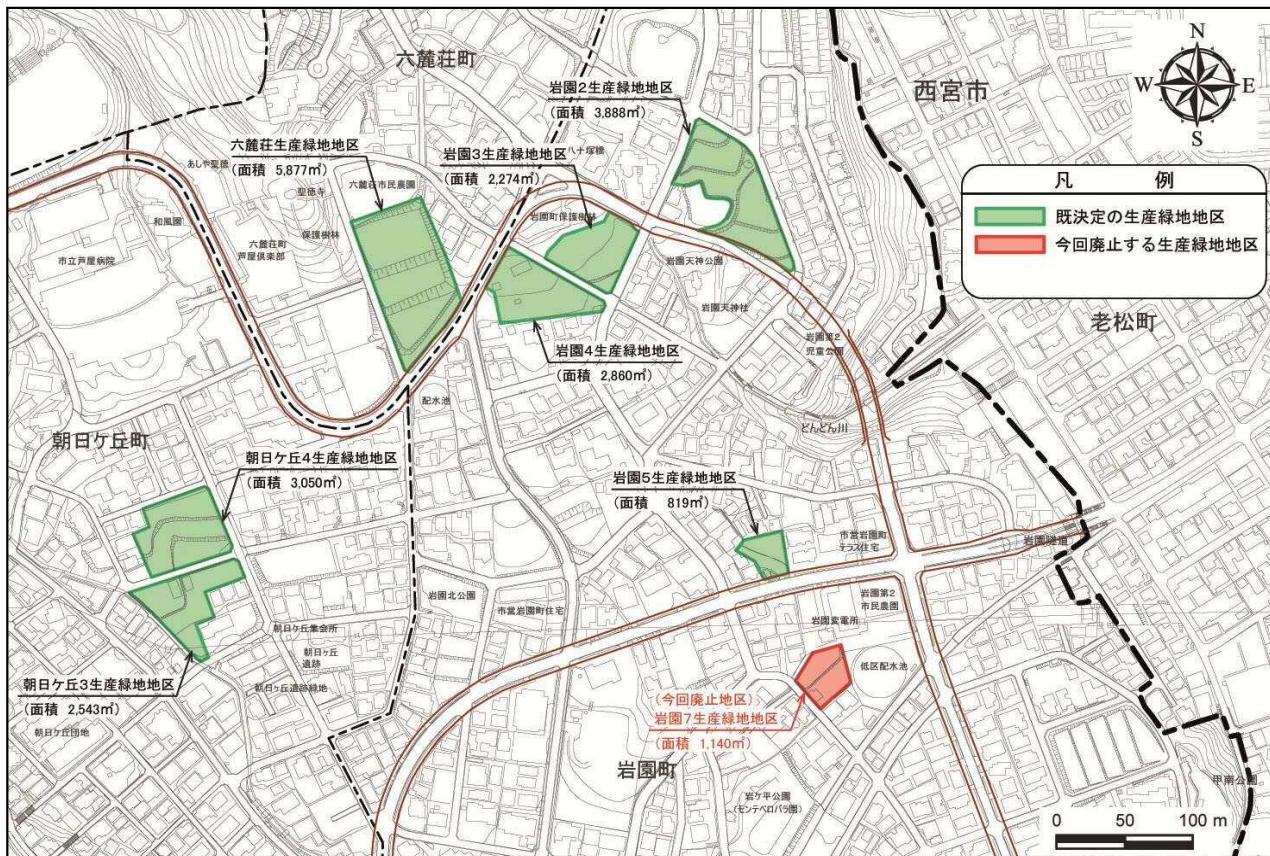 六麓荘町
西宮市
N
W
E
S
岩園2生産緑地地区
(面積 3,888㎡)
六麓荘生産緑地地区
(面積 5,877㎡)
岩園3生産緑地地区
(面積 2,274㎡)
八十塚橋
凡 例
既決定の生産緑地地区
今回廃止する生産緑地地区
あしや聖徳
聖徳寺
六麓荘市民農園
和風園
保護樹林
六麓荘町
芦屋倶楽部
市立芦屋病院
岩園町保護樹林
岩園天神公園
岩園天神社
岩園第2
児童公園
老松町
岩園4生産緑地地区
(面積 2,860㎡)
配水池
どんどん川
朝日ケ丘町
朝日ケ丘4生産緑地地区
(面積 3,050㎡)
岩園5生産緑地地区
(面積 819㎡)
市営岩園町
テラス住宅
岩園隧道
岩園北公園
市営岩園町住宅
岩園第2
市民農園
岩園変電所
低区配水池
朝日ケ丘集会所
朝日ケ丘
遺跡
朝日ケ丘遺跡緑地
朝日ケ丘3生産緑地地区
(面積 2,543㎡)
朝日ケ丘団地
(今回廃止地区)
岩園7生産緑地地区
(面積 1,140㎡)
岩園町
岩ケ平公園
(モンテベロバラ園)
甲南公園
0 50 100 m